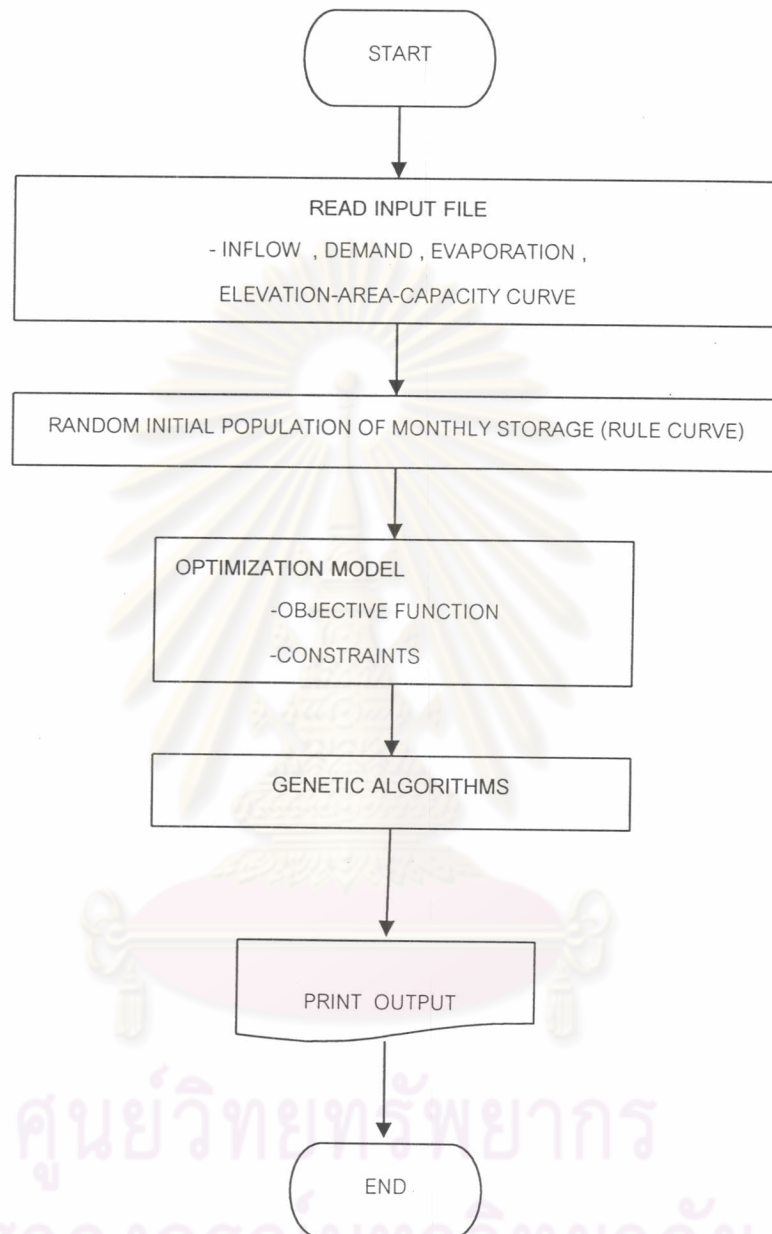 START
READ INPUT FILE
- INFLOW , DEMAND , EVAPORATION ,
ELEVATION-AREA-CAPACITY CURVE
RANDOM INITIAL POPULATION OF MONTHLY STORAGE (RULE CURVE)
OPTIMIZATION MODEL
-OBJECTIVE FUNCTION
-CONSTRAINTS
GENETIC ALGORITHMS
PRINT OUTPUT
ศูนย์วิทยทรัพยากร
END